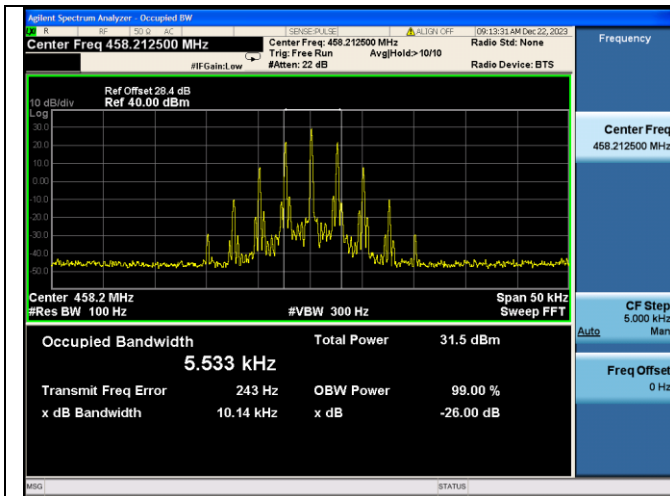 Agilent Spectrum Analyzer - Occupied BW
R RF 50 Ω AC SENSE:PULSE ALIGN OFF 09:13:31 AM Dec 22, 2023
Center Freq 458.212500 MHz
Center Freq: 458.212500 MHz
Radio Std: None
Trig: Free Run Avg|Hold:> 10/10
#IFGain:Low
#Atten: 22 dB
Radio Device: BTS
Ref Offset 28.4 dB
10 dB/div Ref 40.00 dBm
Log
30.0
20.0
10.0
0.00
-10.0
-20.0
-30.0
-40.0
-50.0
Center 458.2 MHz
Span 50 kHz
#Res BW 100 Hz
#VBW 300 Hz
Sweep FFT
Occupied Bandwidth
Total Power 31.5 dBm
5.533 kHz
Transmit Freq Error 243 Hz OBW Power 99.00 %
x dB Bandwidth 10.14 kHz x dB -26.00 dB
MSG STATUS
Frequency
Center Freq
458.212500 MHz
CF Step
5.000 kHz
Auto Man
Freq Offset
0 Hz